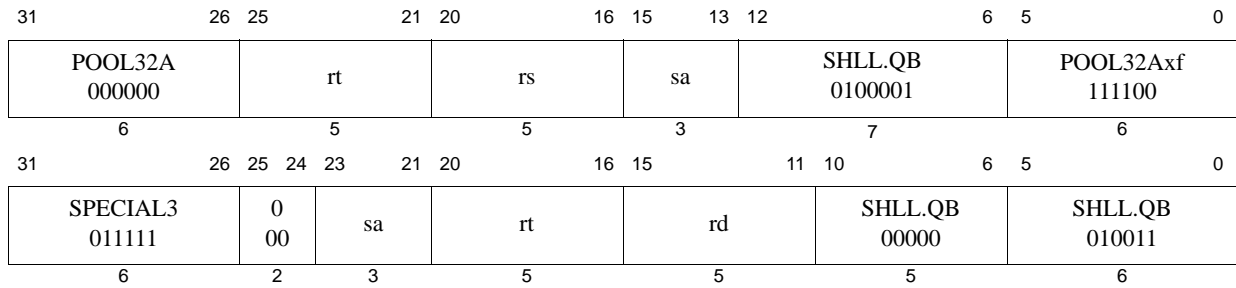 31 26 25 21 20 16 15 13 12 6 5 0
POOL32A rt rs sa SHLL.QB POOL32Axf
000000 0100001 111100
6 5 5 3 7 6
31 26 25 24 23 21 20 16 15 11 10 6 5 0
SPECIAL3 0 sa rt rd SHLL.QB SHLL.QB
011111 00 00000 010011
6 2 3 5 5 5 6